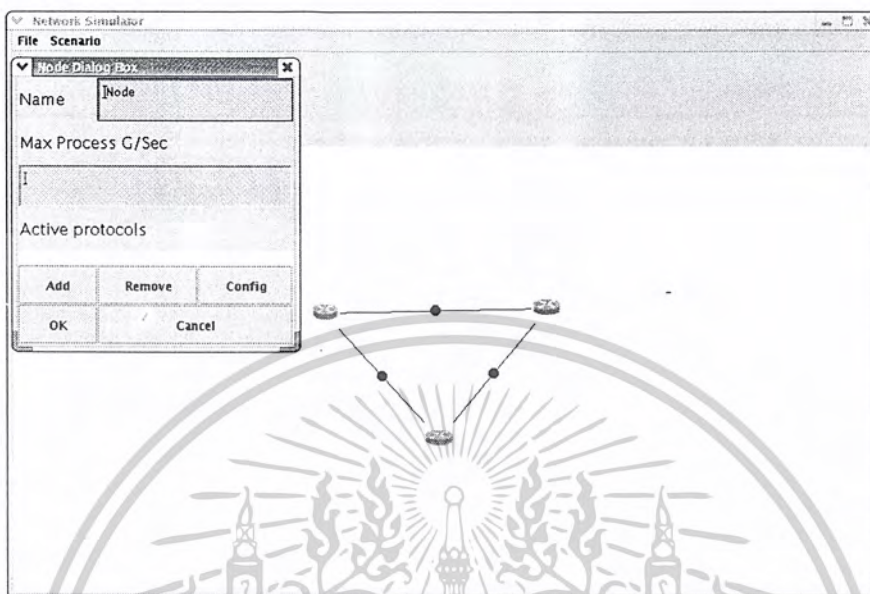 Network Simulator
File Scenario
Node Dialog Box
Name
Node
Max Process G/Sec
Active protocols
Add Remove Config
OK Cancel